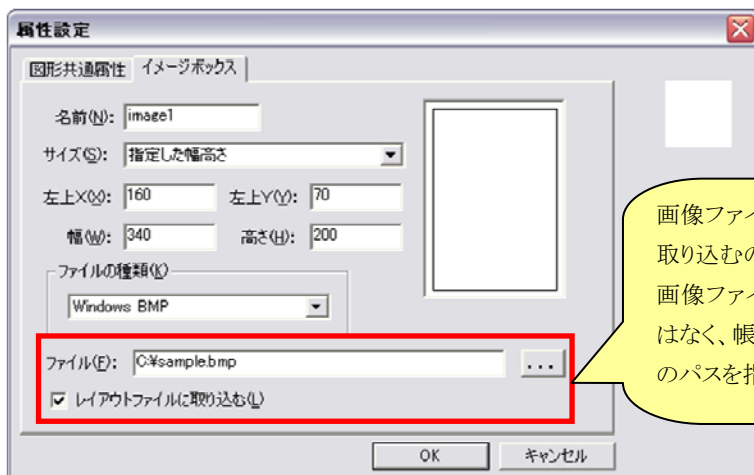 属性設定
図形共通属性 イメージボックス
名前(N): image1
サイズ(S): 指定した幅高さ
左上X(X): 160 左上Y(Y): 70
幅(W): 340 高さ(H): 200
ファイルの種類(K)
Windows BMP
ファイル(F): C:¥sample.bmp ...
レイアウトファイルに取り込む(L)
OK キャンセル
画像ファイ
取り込むの
画像ファイ
はなく、帳
のパスを指